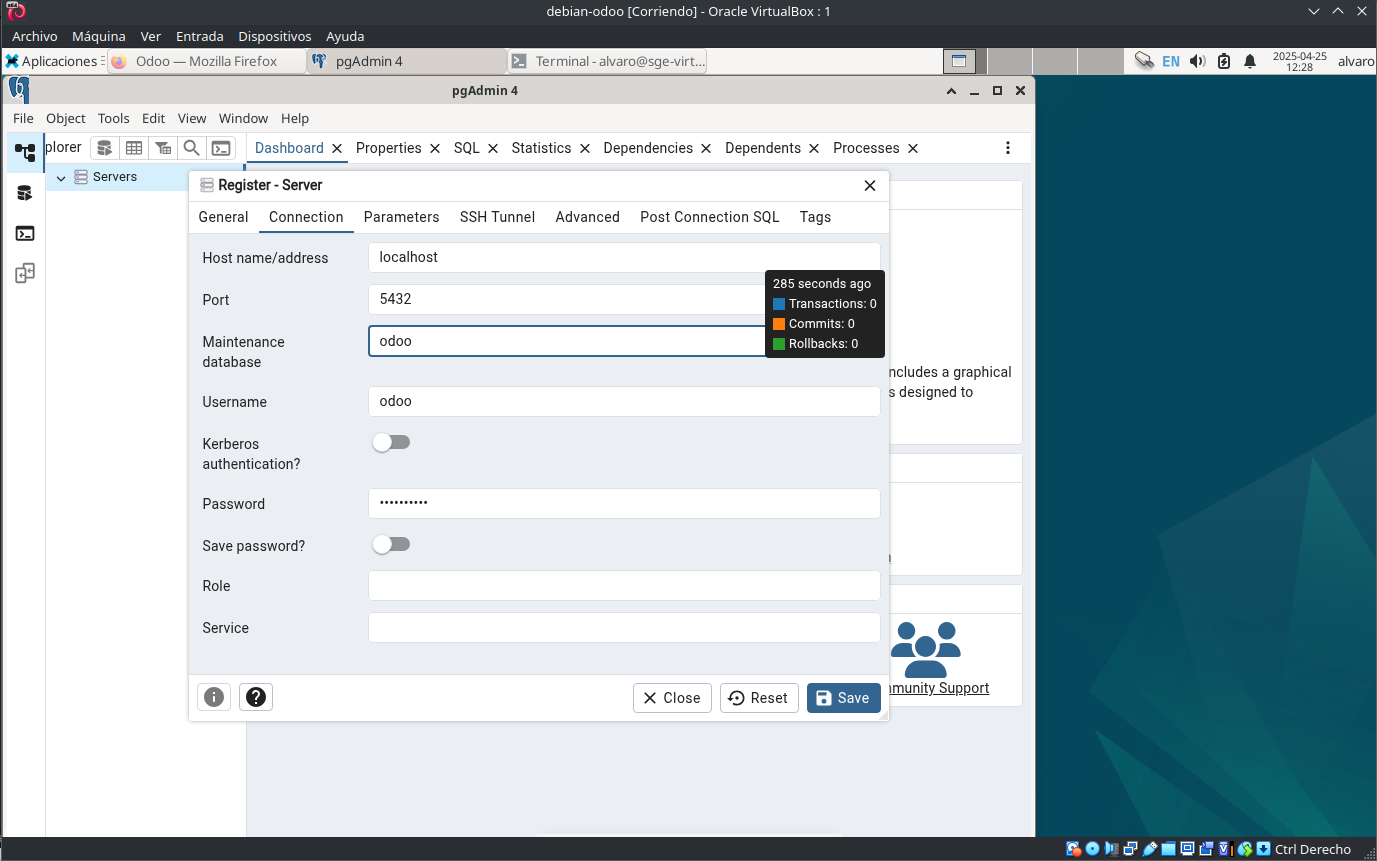 debian-odoo [Corriendo] - Oracle VirtualBox : 1
Archivo Máquina Ver Entrada Dispositivos Ayuda
Aplicaciones Odoo — Mozilla Firefox pgAdmin 4 Terminal - alvaro@sge-virt... EN 2025-04-25 alvaro
12:28
pgAdmin 4
File Object Tools Edit View Window Help
plorer Dashboard Properties SQL Statistics Dependencies Dependents Processes
Servers
Register - Server
General Connection Parameters SSH Tunnel Advanced Post Connection SQL Tags
Host name/address localhost
285 seconds ago
Port 5432
Transactions: 0
Commits: 0
Rollbacks: 0
Maintenance odoo
database
ncludes a graphical
s designed to
Username odoo
Kerberos
authentication?
Password ••••••••••
Save password?
Role
Service
Close Reset Save
mmunity Support
Ctrl Derecho